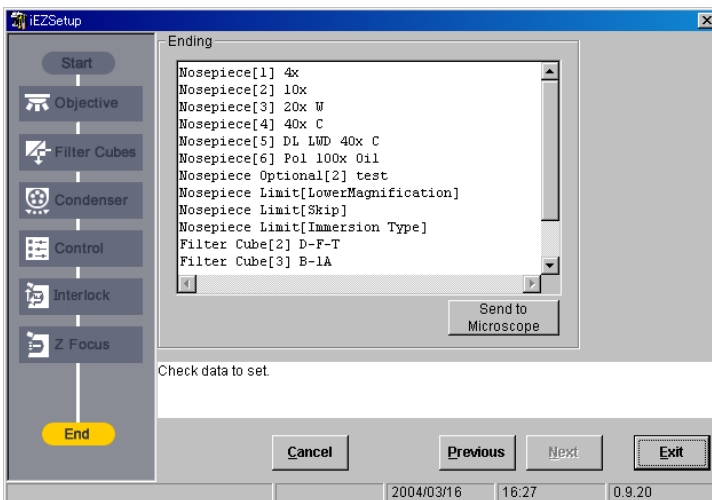 iEZSetup
Start
Objective
Filter Cubes
Condenser
Control
Interlock
Z Focus
End
Ending
Nosepiece[1] 4x
Nosepiece[2] 10x
Nosepiece[3] 20x W
Nosepiece[4] 40x C
Nosepiece[5] DL LWD 40x C
Nosepiece[6] Pol 100x Oil
Nosepiece Optional[2] test
Nosepiece Limit[LowerMagnification]
Nosepiece Limit[Skip]
Nosepiece Limit[Immersion Type]
Filter Cube[2] D-F-T
Filter Cube[3] B-1A
Send to
Microscope
Check data to set.
Cancel
Previous
Next
Exit
2004/03/16
16:27
0.9.20